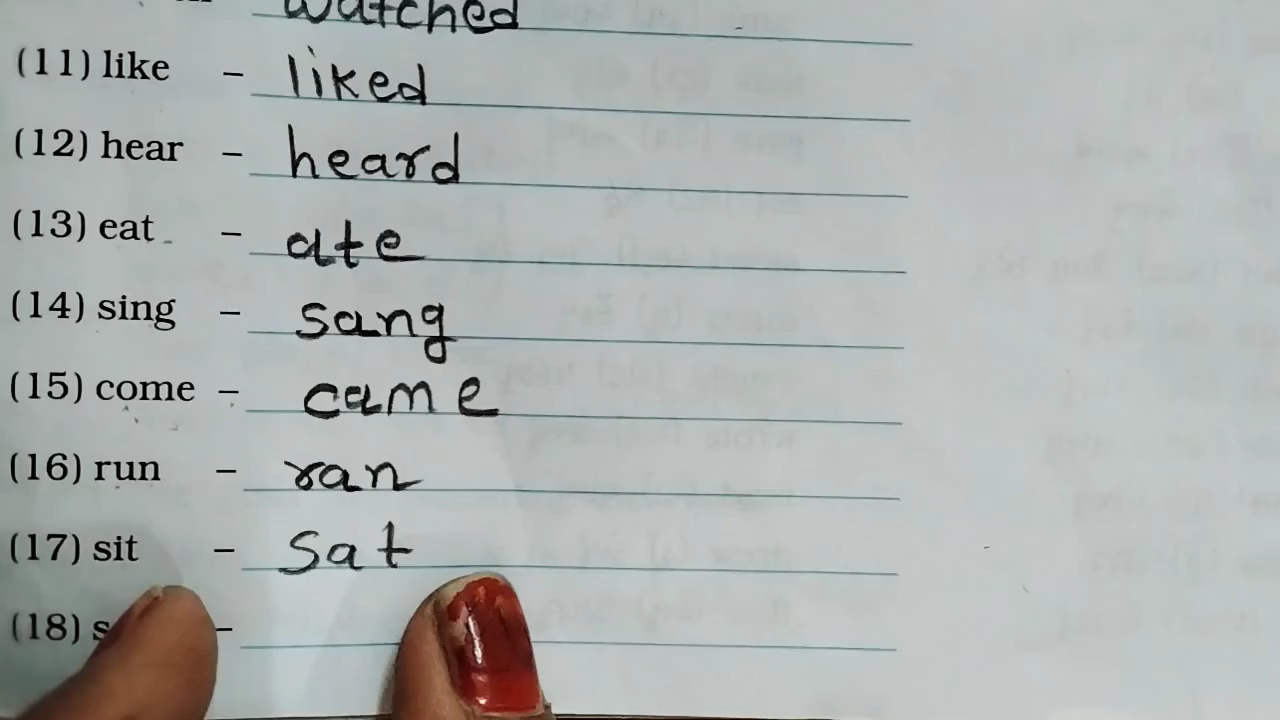 watched
(11) like - liked
(12) hear - heard
(13) eat - ate
(14) sing - sang
(15) come - came
(16) run - ran
(17) sit - sat
(18) -